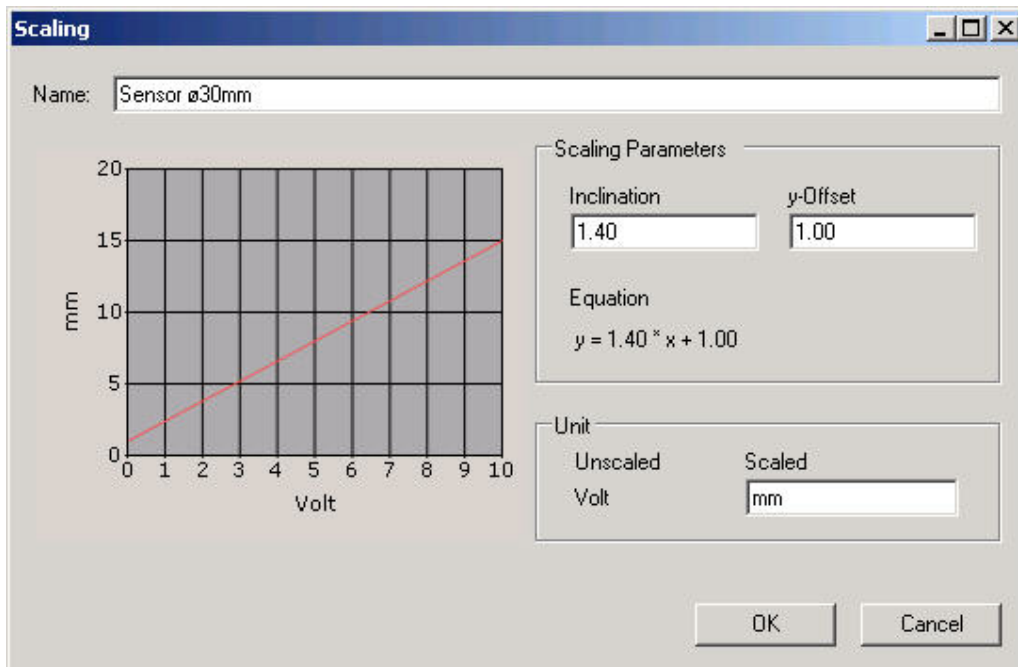 Scaling
Name: Sensor ø30mm
20
15
10
5
0
mm
0 1 2 3 4 5 6 7 8 9 10
Volt
Scaling Parameters
Inclination y-Offset
1.40 1.00
Equation
y = 1.40 * x + 1.00
Unit
Unscaled Scaled
Volt mm
OK Cancel